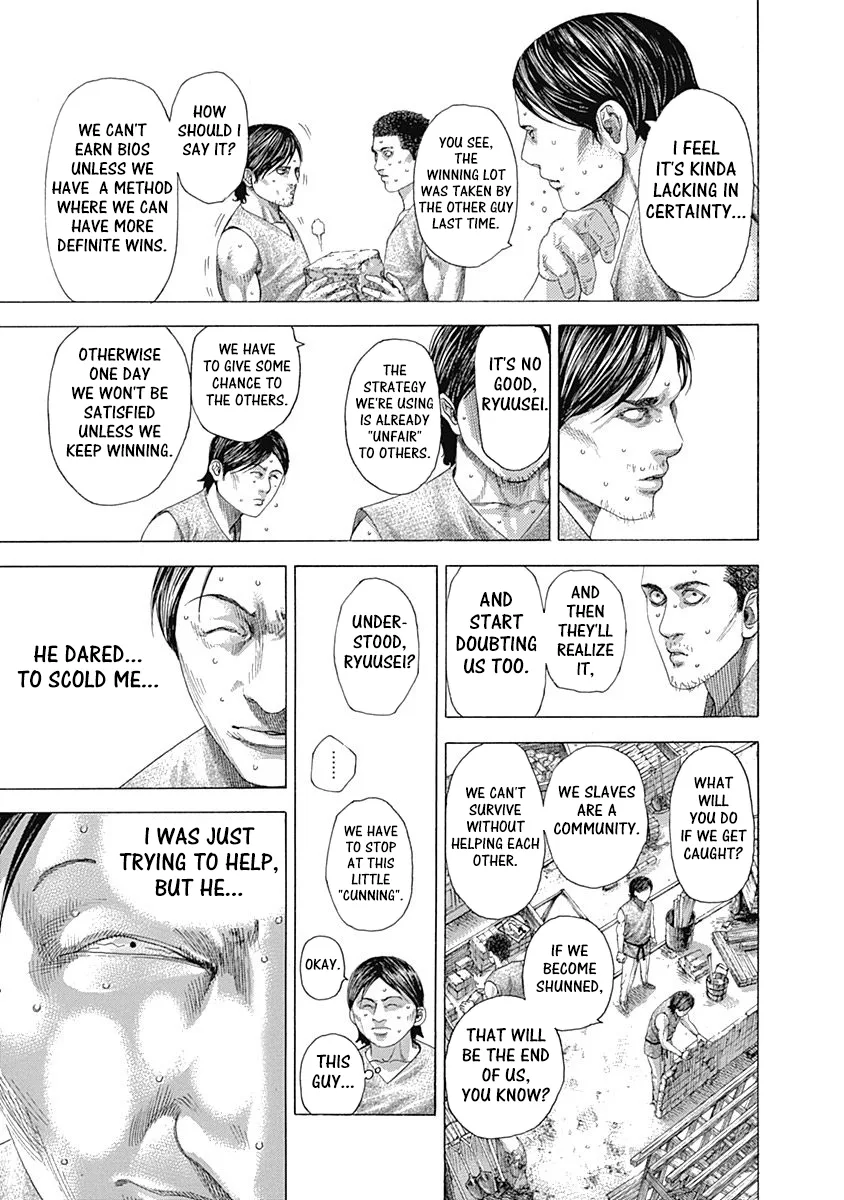 I FEEL
IT'S KINDA
LACKING IN
CERTAINTY...
YOU SEE,
THE
WINNING LOT
WAS TAKEN BY
THE OTHER GUY
LAST TIME.
HOW
SHOULD I
SAY IT?
WE CAN'T
EARN BIOS
UNLESS WE
HAVE A METHOD
WHERE WE CAN
HAVE MORE
DEFINITE WINS.
IT'S NO
GOOD,
RYUUSEI.
THE
STRATEGY
WE'RE USING
IS ALREADY
"UNFAIR"
TO OTHERS.
WE HAVE
TO GIVE SOME
CHANCE TO
THE OTHERS.
OTHERWISE
ONE DAY
WE WON'T BE
SATISFIED
UNLESS WE
KEEP WINNING.
AND
THEN
THEY'LL
REALIZE
IT,
AND
START
DOUBTING
US TOO.
WHAT
WILL
YOU DO
IF WE GET
CAUGHT?
WE SLAVES
ARE A
COMMUNITY.
WE CAN'T
SURVIVE
WITHOUT
HELPING EACH
OTHER.
IF WE
BECOME
SHUNNED,
THAT WILL
BE THE END
OF US,
YOU KNOW?
UNDER-
STOOD,
RYUUSEI?
......
WE HAVE
TO STOP
AT THIS
LITTLE
"CUNNING".
OKAY.
THIS
GUY...
HE DARED...
TO SCOLD ME...
I WAS JUST
TRYING TO HELP,
BUT HE...